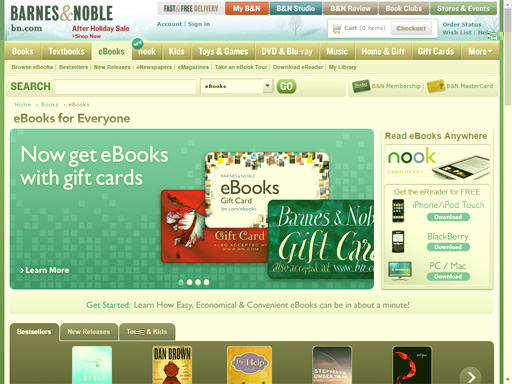 BARNES&NOBLE
bn.com
After Holiday Sale
Shop Now
FAST&FREE DELIVERY
My B&N
B&N Studio
B&N Review
Book Clubs
Stores & Events
Account
Sign in
Cart (0 items)
Checkout
Order Status
Wish List
Books
Textbooks
eBooks
nook
Kids
Toys & Games
DVD & Blu-ray
Music
Home & Gift
Gift Cards
More
Browse eBooks
Bestsellers
New Releases
eNewspapers
eMagazines
Take an eBook Tour
Download eReader
My Library
SEARCH
eBooks
GO
B&N Membership
B&N MasterCard
Home
Books
eBooks
eBooks for Everyone
Now get eBooks
with gift cards
BARNES & NOBLE
eBooks
Gift Card
bn.com/ebooks
BARNES & NOBLE
Gift Card
ALSO ACCEPTED AT
WWW.BN.COM
Barnes & Noble
Gift Card
also accepted at www.bn.com
Learn More
Read eBooks Anywhere
nook
Get the eReader for FREE
iPhone/iPod Touch
Download
BlackBerry
Download
PC / Mac
Download
Get Started: Learn How Easy, Economical & Convenient eBooks can be in about a minute!
Bestsellers
New Releases
& Kids
LOVELY
DAN BROWN
The Help
STEPHENIE
UNDER THE